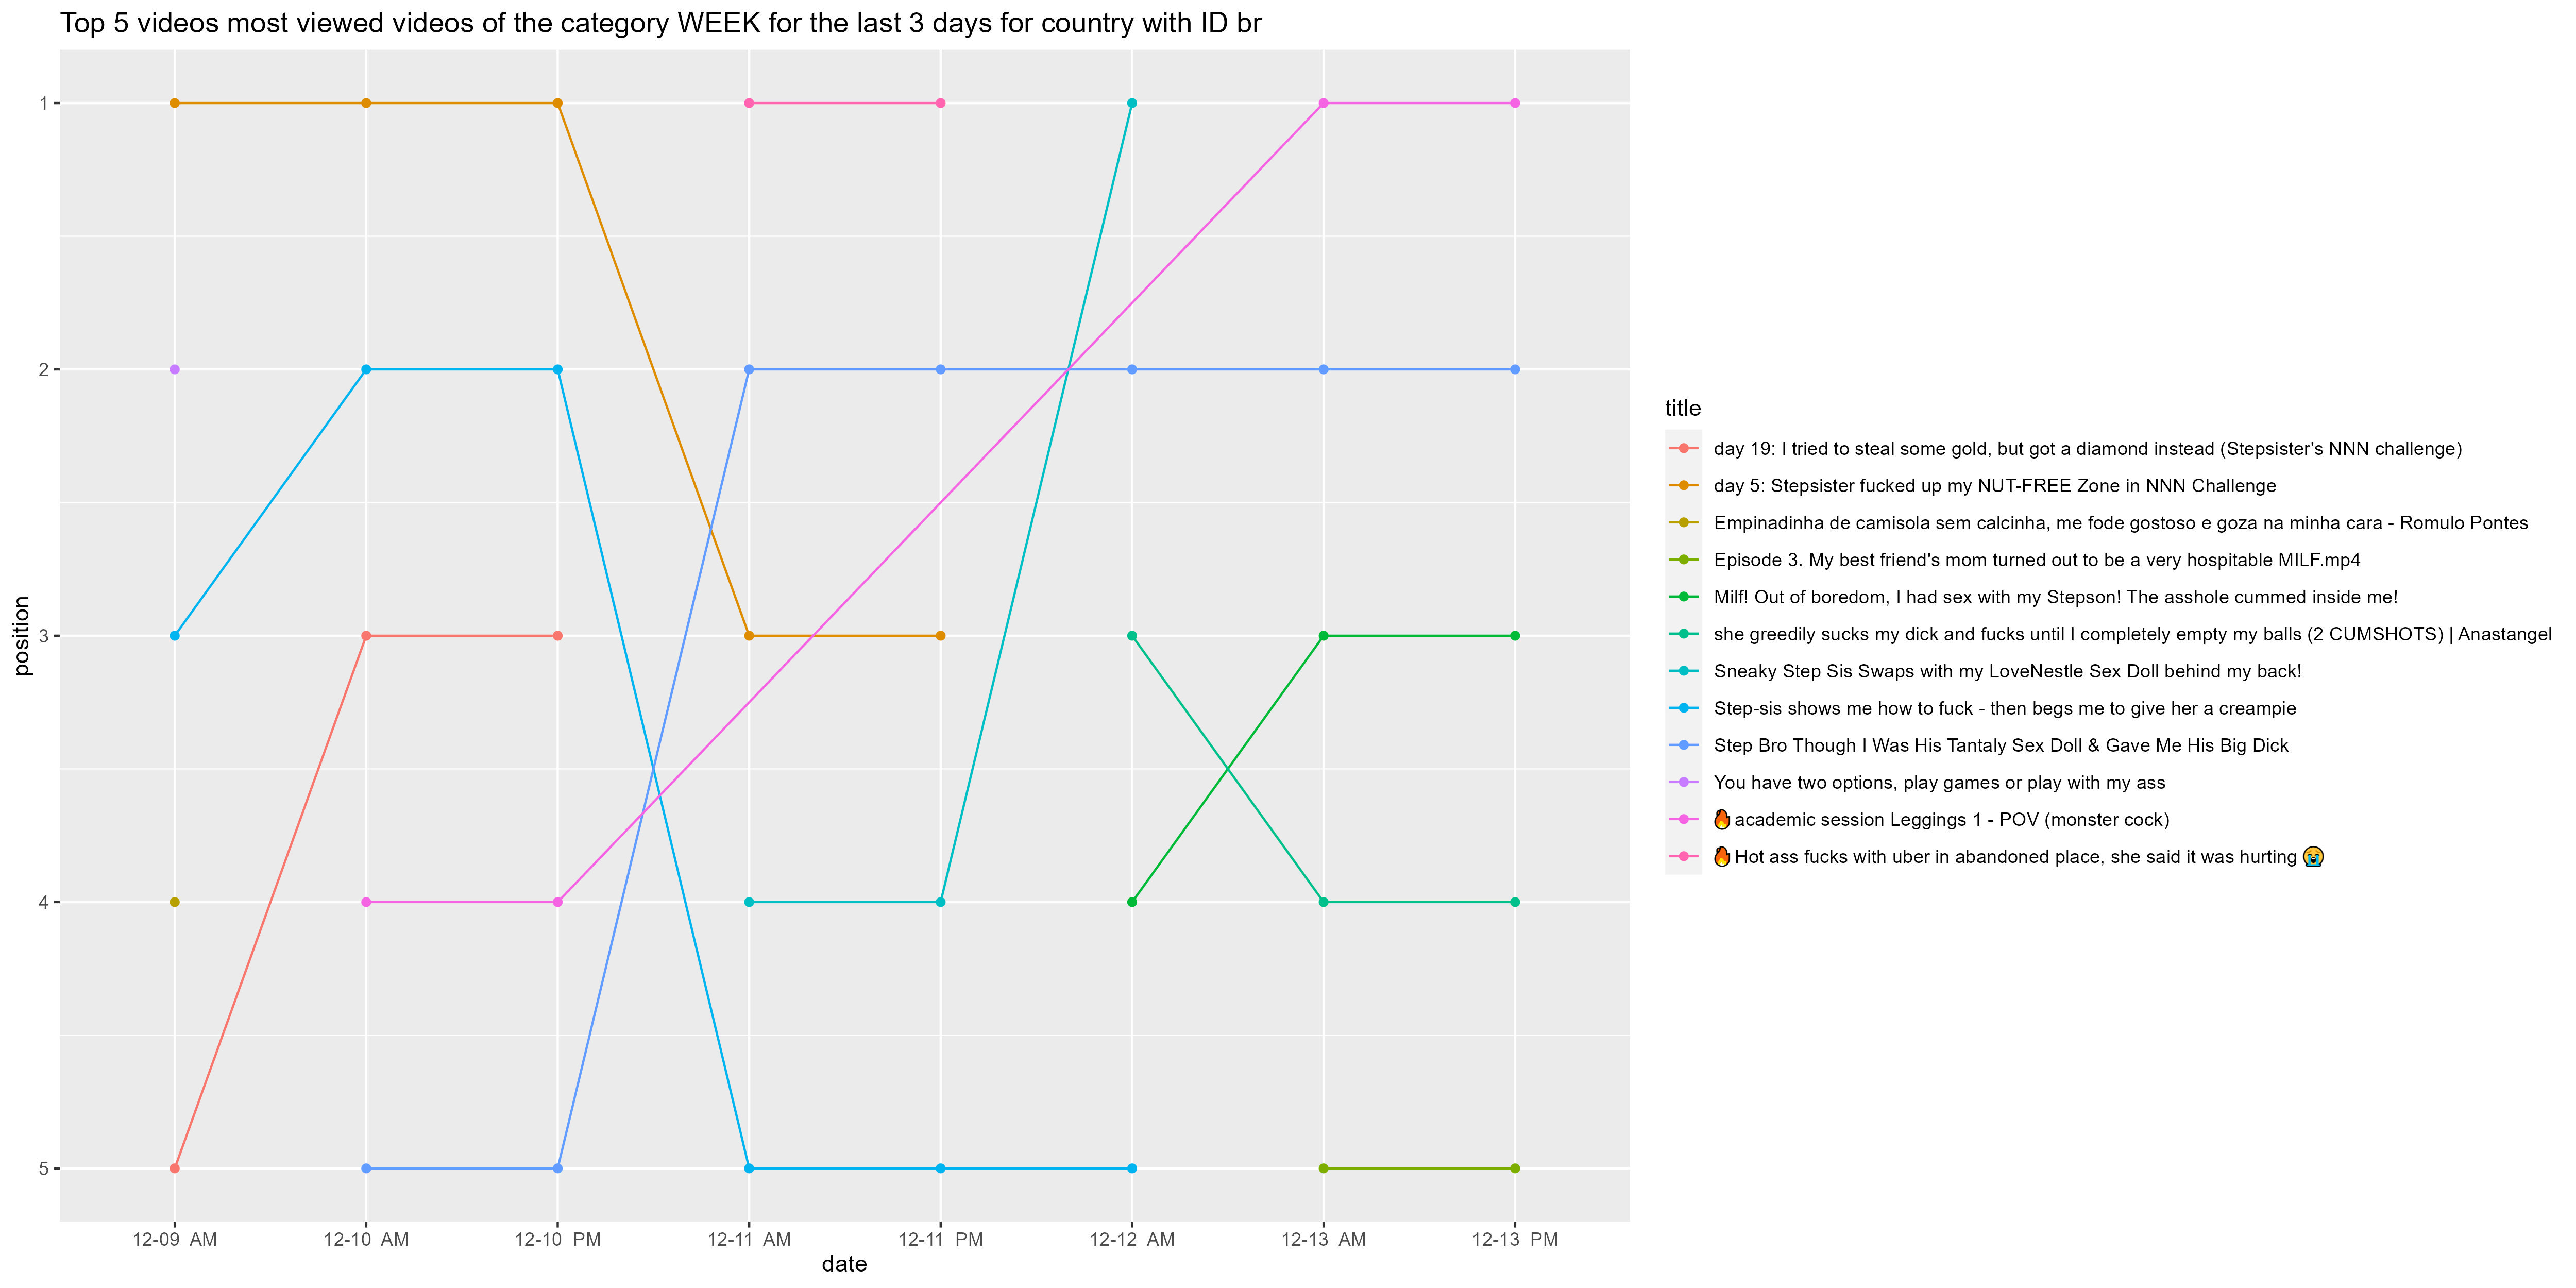 Top 5 videos most viewed videos of the category WEEK for the last 3 days for country with ID br
position
1
2
3
4
5
12-09 AM
12-10 AM
12-10 PM
12-11 AM
12-11 PM
12-12 AM
12-13 AM
12-13 PM
date
title
day 19: I tried to steal some gold, but got a diamond instead (Stepsister's NNN challenge)
day 5: Stepsister fucked up my NUT-FREE Zone in NNN Challenge
Empinadinha de camisola sem calcinha, me fode gostoso e goza na minha cara - Romulo Pontes
Episode 3. My best friend's mom turned out to be a very hospitable MILF.mp4
Milf! Out of boredom, I had sex with my Stepson! The asshole cummed inside me!
she greedily sucks my dick and fucks until I completely empty my balls (2 CUMSHOTS) | Anastangel
Sneaky Step Sis Swaps with my LoveNestle Sex Doll behind my back!
Step-sis shows me how to fuck - then begs me to give her a creampie
Step Bro Though I Was His Tantaly Sex Doll & Gave Me His Big Dick
You have two options, play games or play with my ass
🔥academic session Leggings 1 - POV (monster cock)
🔥Hot ass fucks with uber in abandoned place, she said it was hurting 😭